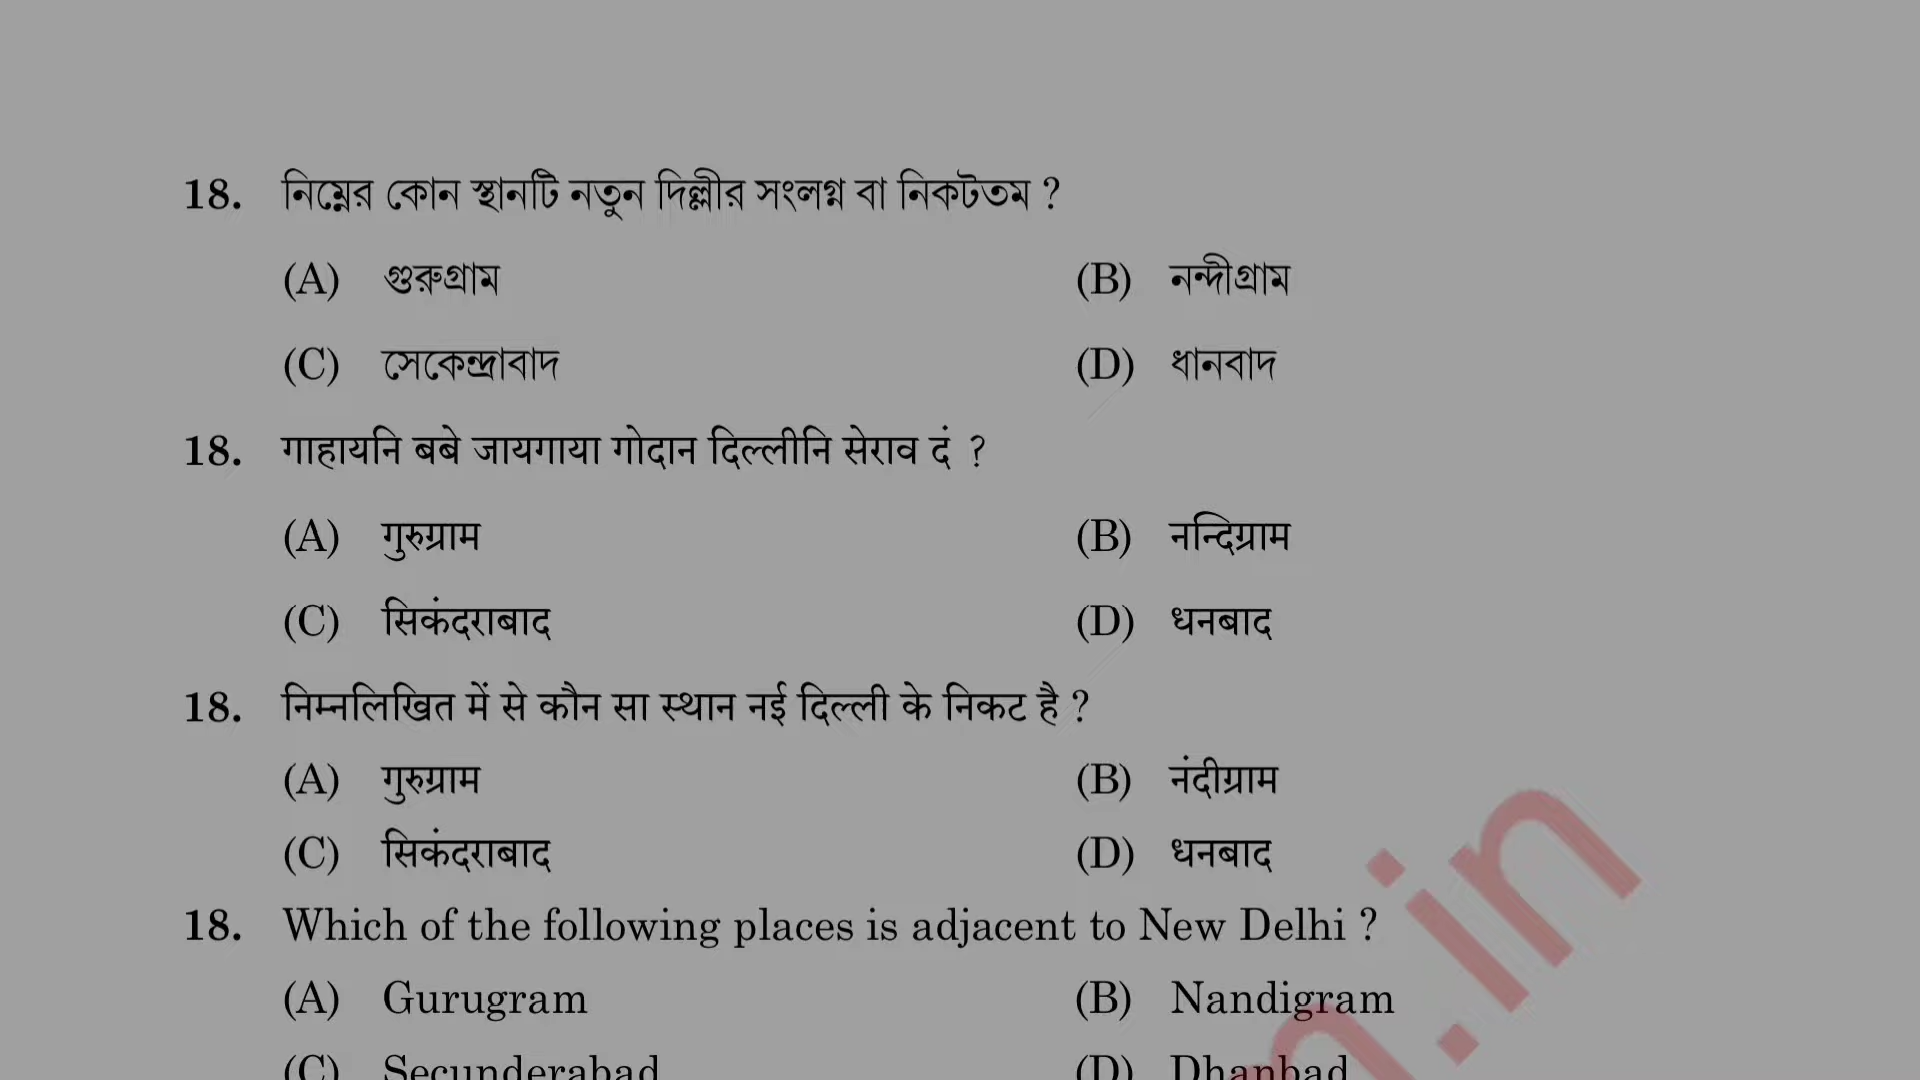 18. নিম্নের কোন স্থানটি নতুন দিল্লীর সংলগ্ন বা নিকটতম ?
(A) গুরুগ্রাম (B) নন্দীগ্রাম
(C) সেকেন্দ্রাবাদ (D) ধানবাদ
18. गाहायनि बबे जायगाया गोदान दिल्लीनि सेराव दं ?
(A) गुरुग्राम (B) नन्दिग्राम
(C) सिकंदराबाद (D) धनबाद
18. निम्नलिखित में से कौन सा स्थान नई दिल्ली के निकट है ?
(A) गुरुग्राम (B) नंदीग्राम
(C) सिकंदराबाद (D) धनबाद
18. Which of the following places is adjacent to New Delhi ?
(A) Gurugram (B) Nandigram
(C) Secunderabad (D) Dhanbad
n.in